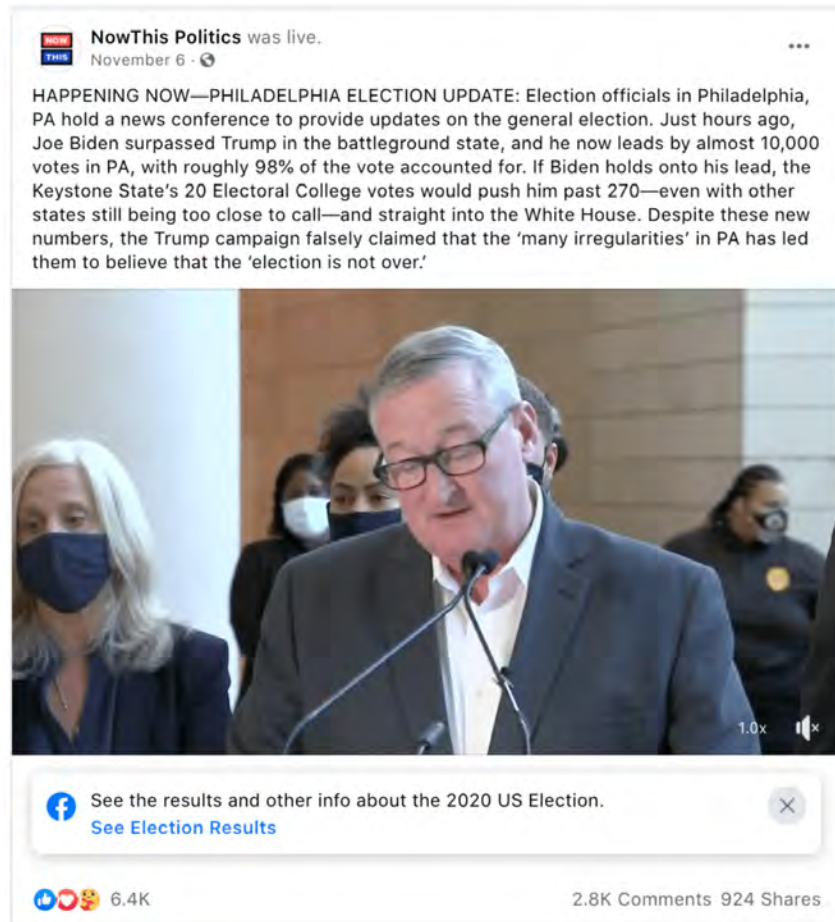 NOW
THIS
NowThis Politics was live.
November 6 ·
HAPPENING NOW—PHILADELPHIA ELECTION UPDATE: Election officials in Philadelphia,
PA hold a news conference to provide updates on the general election. Just hours ago,
Joe Biden surpassed Trump in the battleground state, and he now leads by almost 10,000
votes in PA, with roughly 98% of the vote accounted for. If Biden holds onto his lead, the
Keystone State’s 20 Electoral College votes would push him past 270—even with other
states still being too close to call—and straight into the White House. Despite these new
numbers, the Trump campaign falsely claimed that the ‘many irregularities’ in PA has led
them to believe that the ‘election is not over.’
1.0x
See the results and other info about the 2020 US Election.
See Election Results
6.4K 2.8K Comments 924 Shares